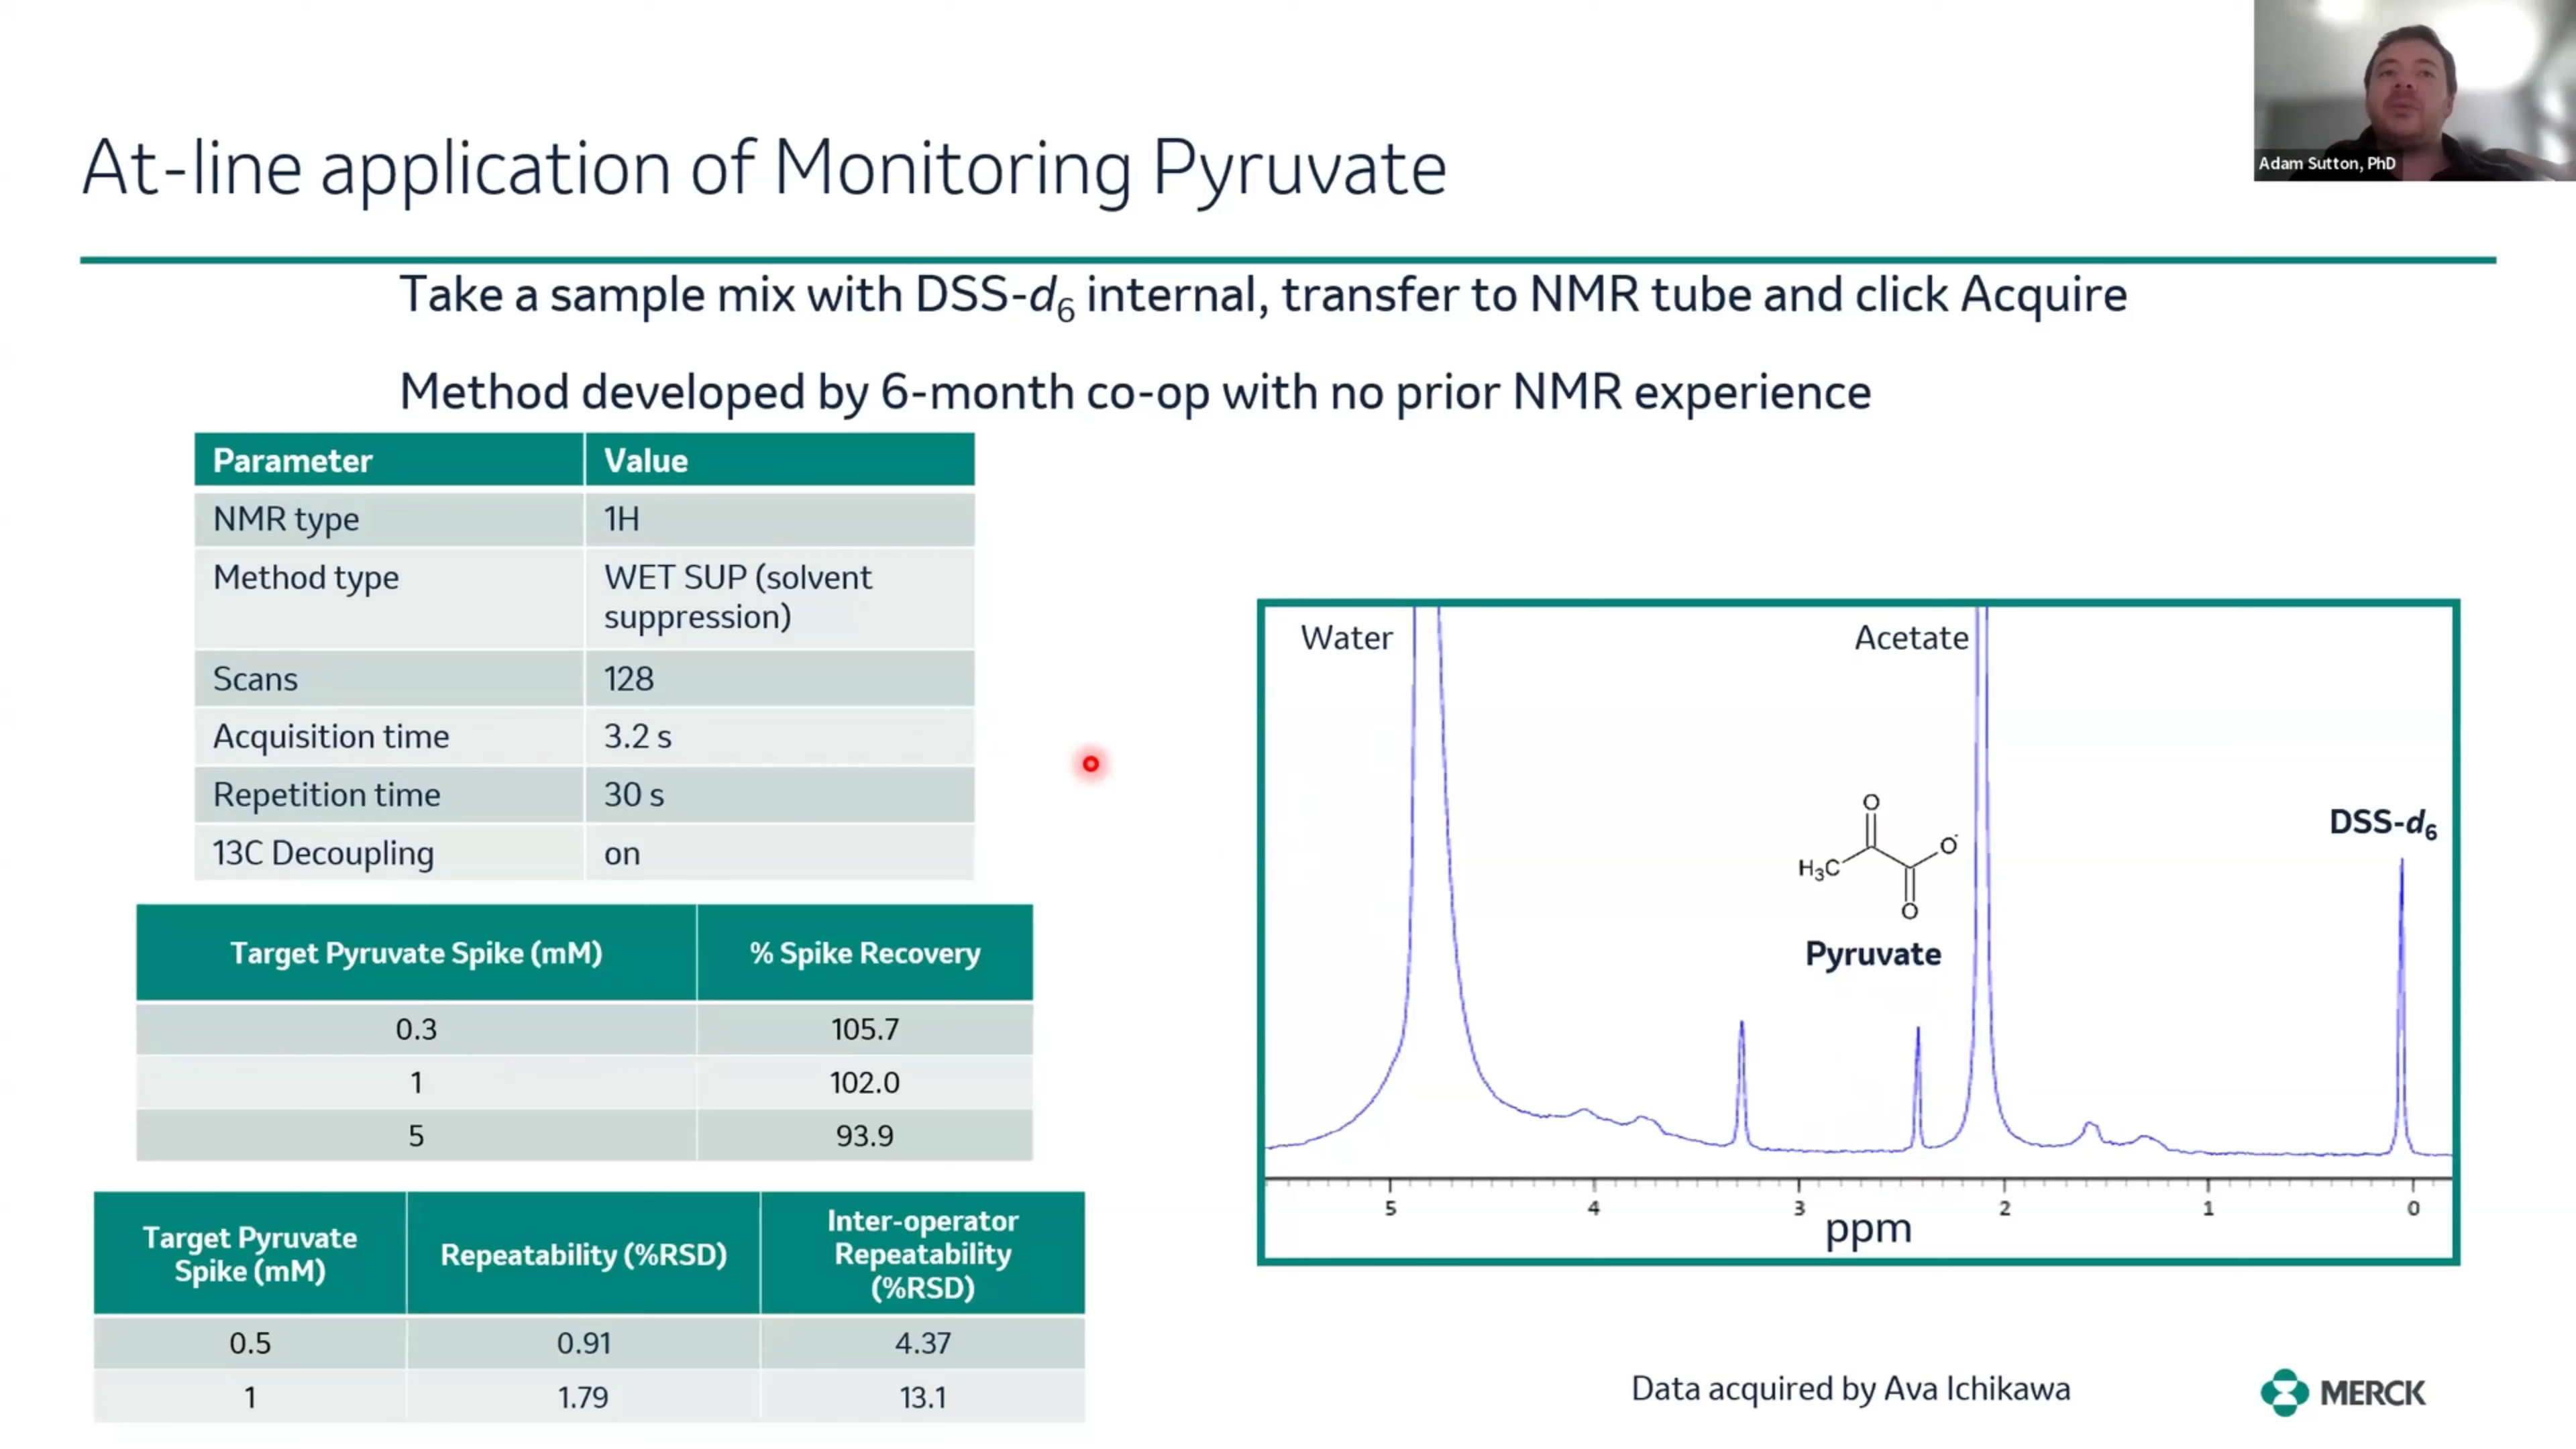 Adam Sutton, PhD
At-line application of Monitoring Pyruvate
Take a sample mix with DSS-d6 internal, transfer to NMR tube and click Acquire
Method developed by 6-month co-op with no prior NMR experience
Parameter Value
NMR type 1H
Method type WET SUP (solvent
suppression)
Scans 128
Acquisition time 3.2 s
Repetition time 30 s
13C Decoupling on
Target Pyruvate Spike (mM) % Spike Recovery
0.3 105.7
1 102.0
5 93.9
Target Pyruvate
Spike (mM)
Repeatability (%RSD)
Inter-operator
Repeatability
(%RSD)
0.5 0.91 4.37
1 1.79 13.1
Water
Acetate
O
H3C
O-
O
Pyruvate
DSS-d6
5 4 3 2 1 0
ppm
Data acquired by Ava Ichikawa
MERCK